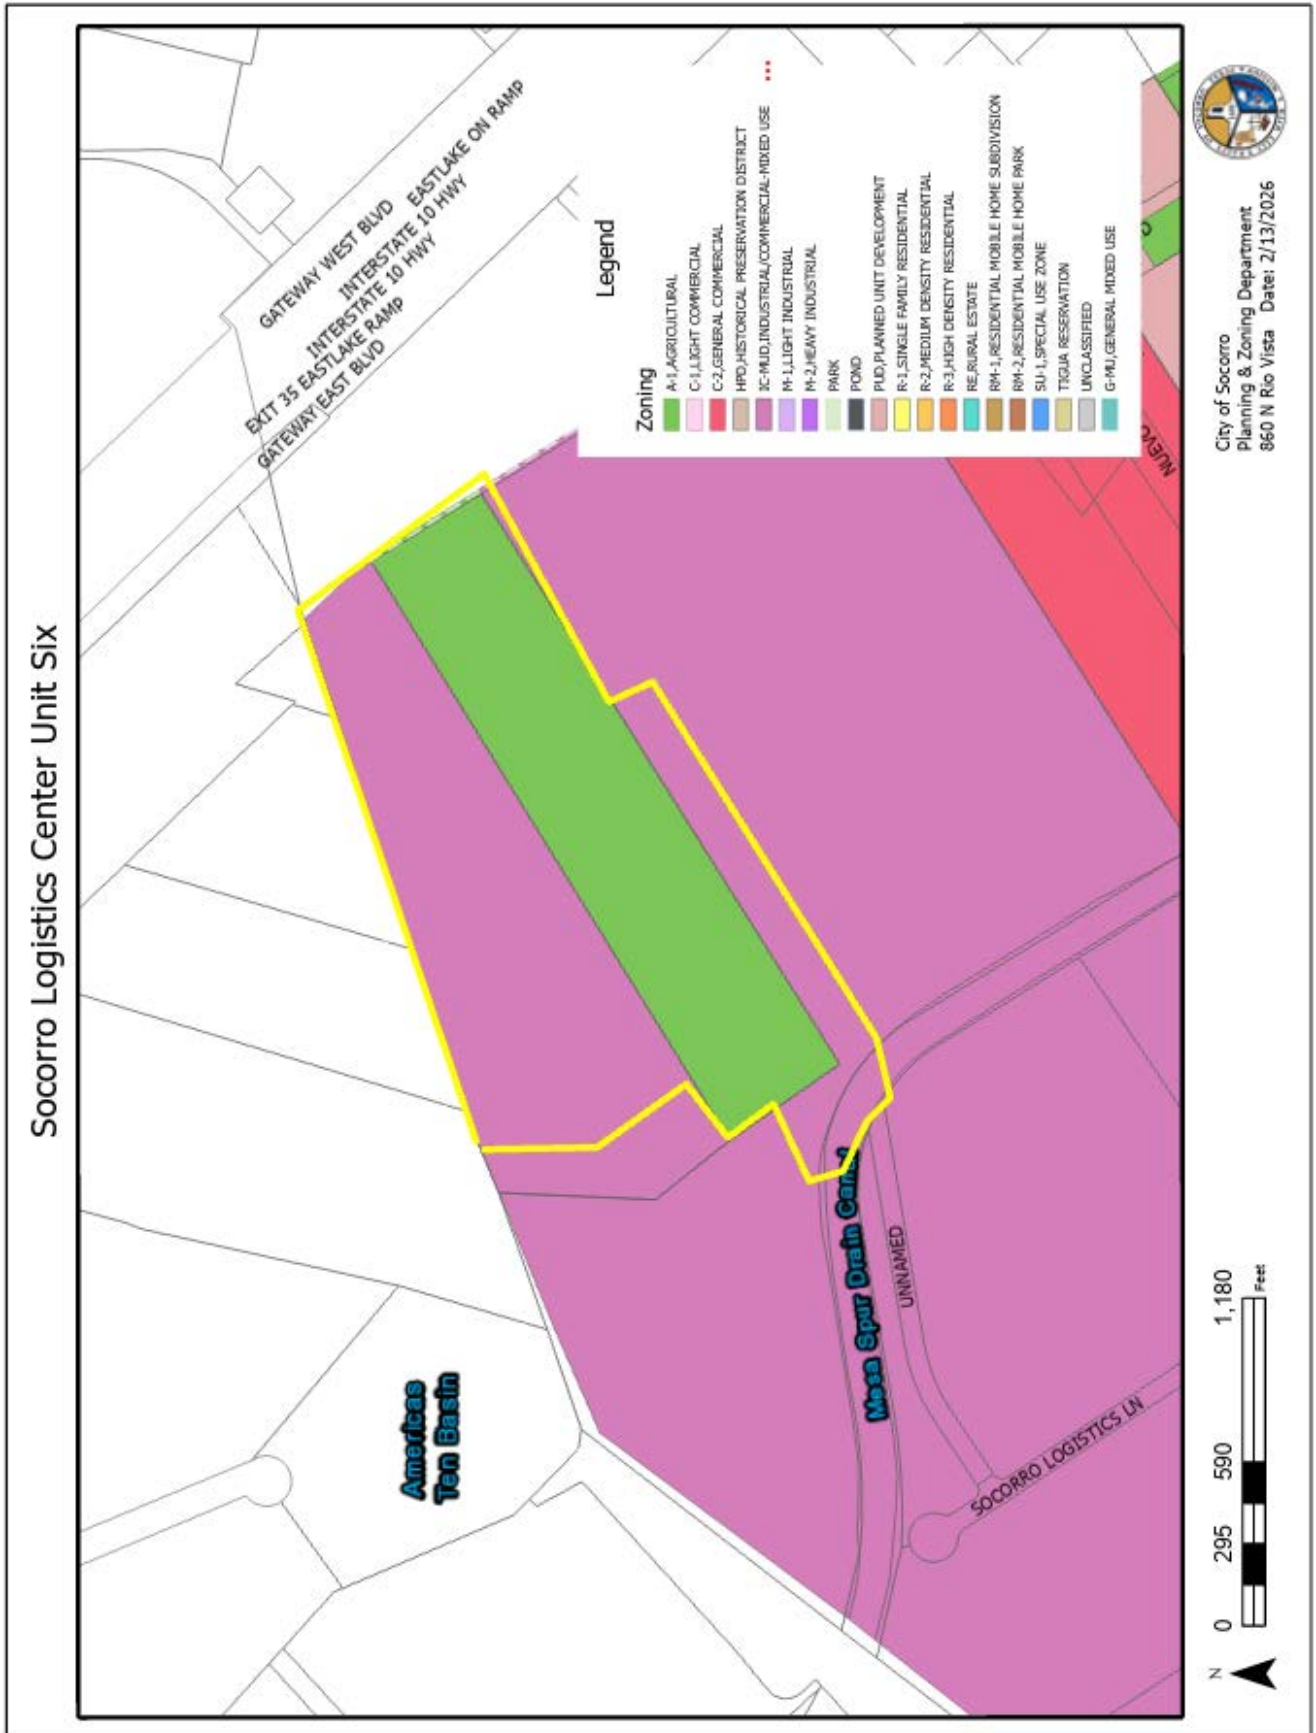 Socorro Logistics Center Unit Six
GATEWAY WEST BLVD
EASTLAKE ON RAMP
INTERSTATE 10 HWY
INTERSTATE 10 HWY
EXIT 35 EASTLAKE RAMP
GATEWAY EAST BLVD
Americas
Ten Basin
Mesa Spur Drain Canal
UNNAMED
SOCORRO LOGISTICS LN
NUEVO
Legend
Zoning
A-1,AGRICULTURAL
C-1,LIGHT COMMERCIAL
C-2,GENERAL COMMERCIAL
HPD,HISTORICAL PRESERVATION DISTRICT
IC-MUD,INDUSTRIAL/COMMERCIAL-MIXED USE
M-1,LIGHT INDUSTRIAL
M-2,HEAVY INDUSTRIAL
PARK
POND
PUD,PLANNED UNIT DEVELOPMENT
R-1,SINGLE FAMILY RESIDENTIAL
R-2,MEDIUM DENSITY RESIDENTIAL
R-3,HIGH DENSITY RESIDENTIAL
RE,RURAL ESTATE
RM-1,RESIDENTIAL MOBILE HOME SUBDIVISION
RM-2,RESIDENTIAL MOBILE HOME PARK
SU-1,SPECIAL USE ZONE
TIGUA RESERVATION
UNCLASSIFIED
G-MU,GENERAL MIXED USE
N
0 295 590 1,180
Feet
City of Socorro
Planning & Zoning Department
860 N Rio Vista Date: 2/13/2026